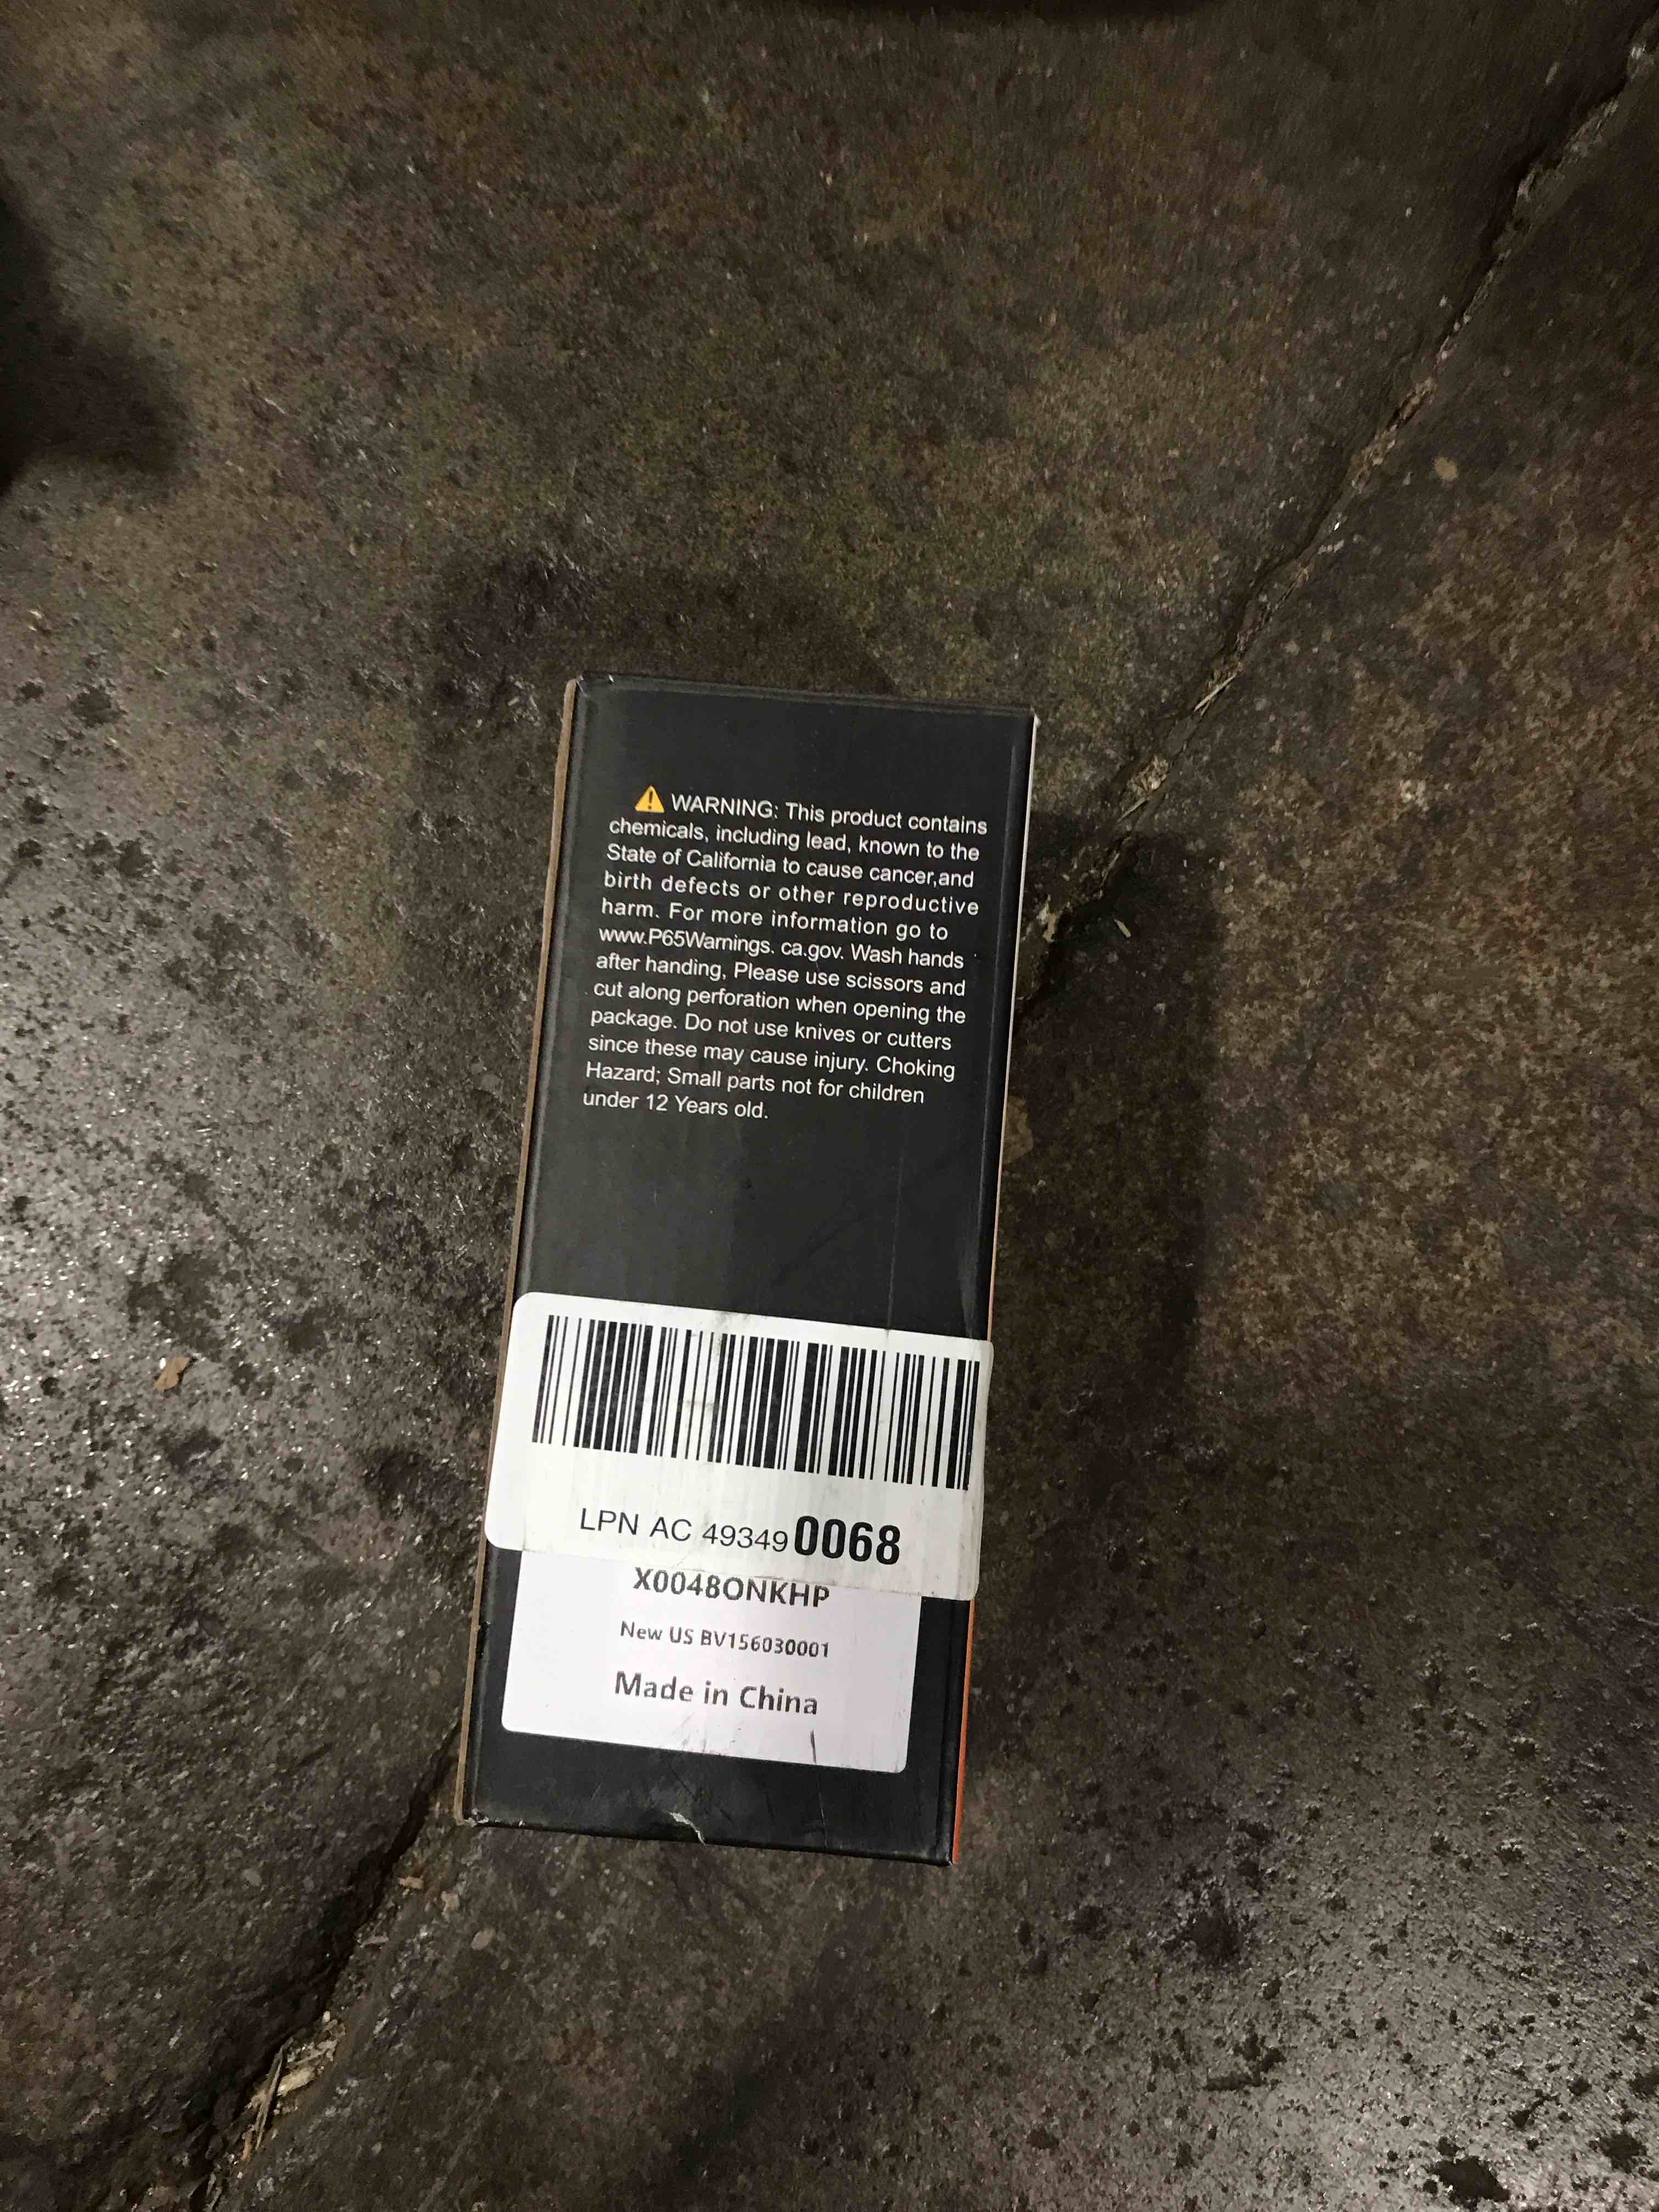 WARNING: This product contains
chemicals, including lead, known to the
State of California to cause cancer,and
birth defects or other reproductive
harm. For more information go to
www.P65Warnings. ca.gov. Wash hands
after handing, Please use scissors and
cut along perforation when opening the
package. Do not use knives or cutters
since these may cause injury. Choking
Hazard; Small parts not for children
under 12 Years old.
LPN AC 493490068
X0048ONKHP
New US BV156030001
Made in China